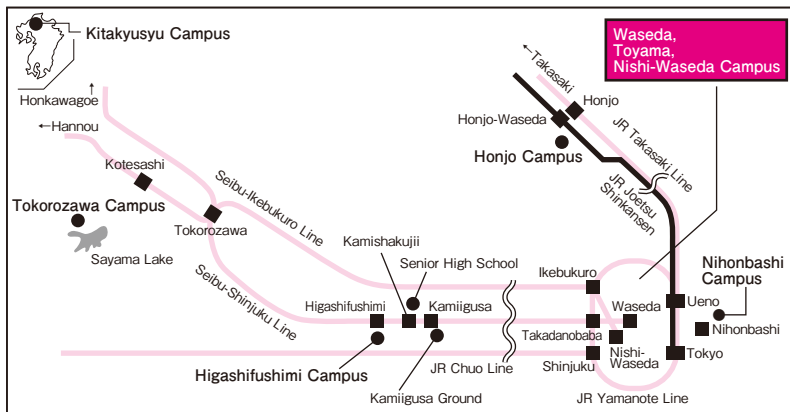 Kitakyusyu Campus
Waseda,
Toyama,
Nishi-Waseda Campus
←Takasaki
Honkawagoe→
←Hannou
Honjo
Honjo-Waseda
Honjo Campus
JR Takasaki Line
JR Joetsu
Shinkansen
Kotesashi
Seibu-Ikebukuro Line
Tokorozawa Campus
Tokorozawa
Sayama Lake
Kamishakujii
Senior High School
Ikebukuro
Nihonbashi
Campus
Seibu-Shinjuku Line
Higashifushimi
Kamiigusa
Waseda
Ueno
Takadanobaba
Nihonbashi
Higashifushimi Campus
JR Chuo Line
Shinjuku
Nishi-
Waseda
Tokyo
Kamiigusa Ground
JR Yamanote Line